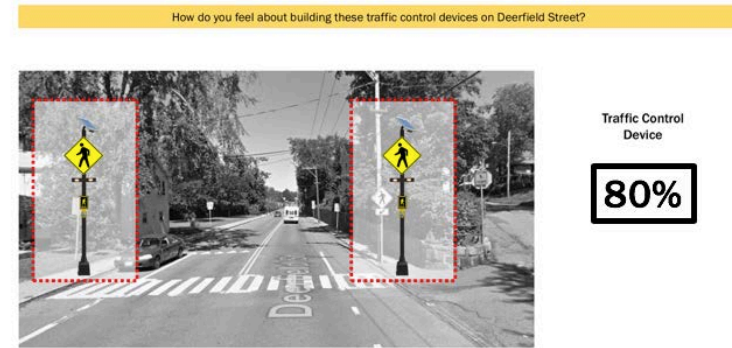 How do you feel about building these traffic control devices on Deerfield Street?
Traffic Control
Device
80%